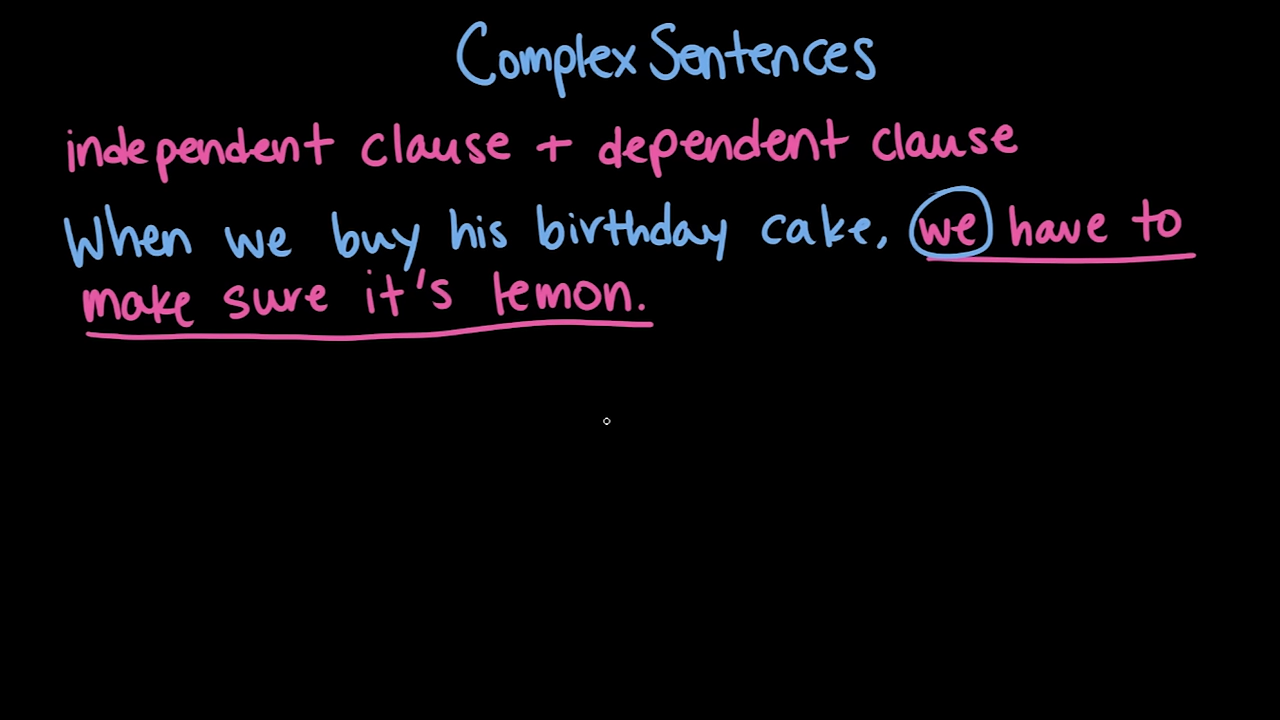 Complex Sentences
independent clause + dependent clause
When we buy his birthday cake, we have to
make sure it's lemon.